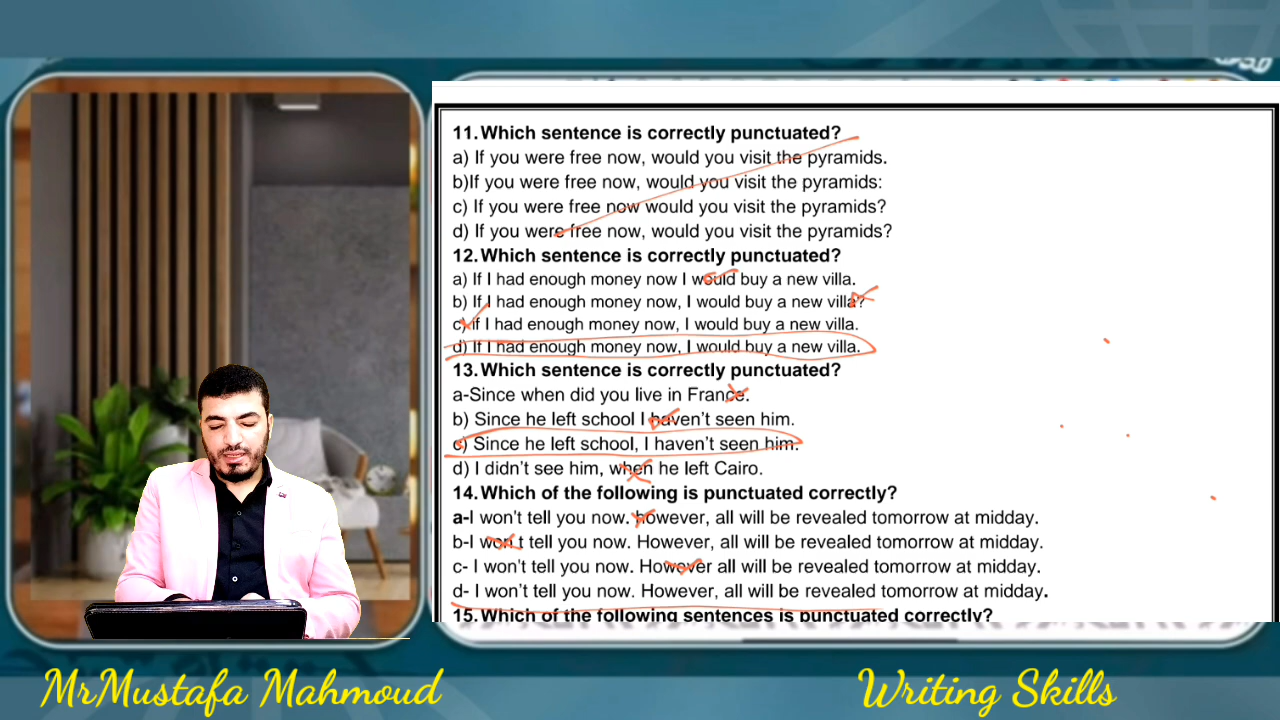 11. Which sentence is correctly punctuated?
a) If you were free now, would you visit the pyramids.
b)If you were free now, would you visit the pyramids:
c) If you were free now would you visit the pyramids?
d) If you were free now, would you visit the pyramids?
12. Which sentence is correctly punctuated?
a) If I had enough money now I would buy a new villa.
b) If I had enough money now, I would buy a new villa?
c) if I had enough money now, I would buy a new villa.
d) If I had enough money now, I would buy a new villa.
13. Which sentence is correctly punctuated?
a-Since when did you live in France.
b) Since he left school I haven't seen him.
c) Since he left school, I haven't seen him.
d) I didn't see him, when he left Cairo.
14. Which of the following is punctuated correctly?
a-I won't tell you now. however, all will be revealed tomorrow at midday.
b-I won t tell you now. However, all will be revealed tomorrow at midday.
c- I won't tell you now. However all will be revealed tomorrow at midday.
d- I won't tell you now. However, all will be revealed tomorrow at midday.
15. Which of the following sentences is punctuated correctly?
MrMustafa Mahmoud
Writing Skills